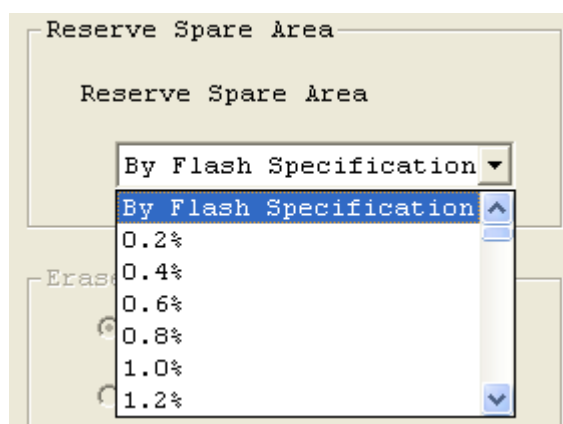 Reserve Spare Area
Reserve Spare Area
By Flash Specification
By Flash Specification
0.2%
0.4%
0.6%
0.8%
1.0%
1.2%